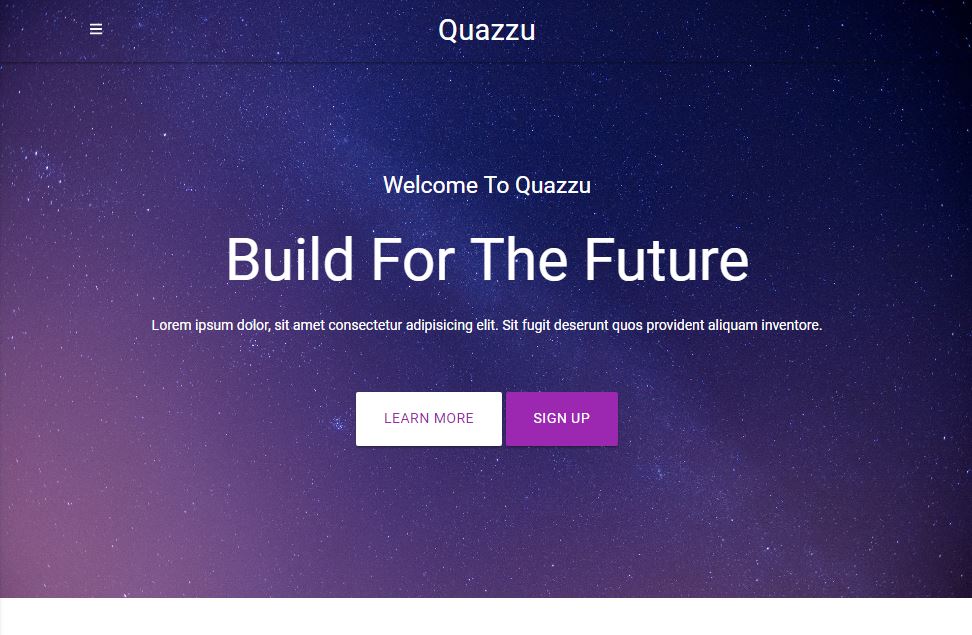 Quazzu
Welcome To Quazzu
Build For The Future
Lorem ipsum dolor, sit amet consectetur adipisicing elit. Sit fugit deserunt quos provident aliquam inventore.
LEARN MORE
SIGN UP